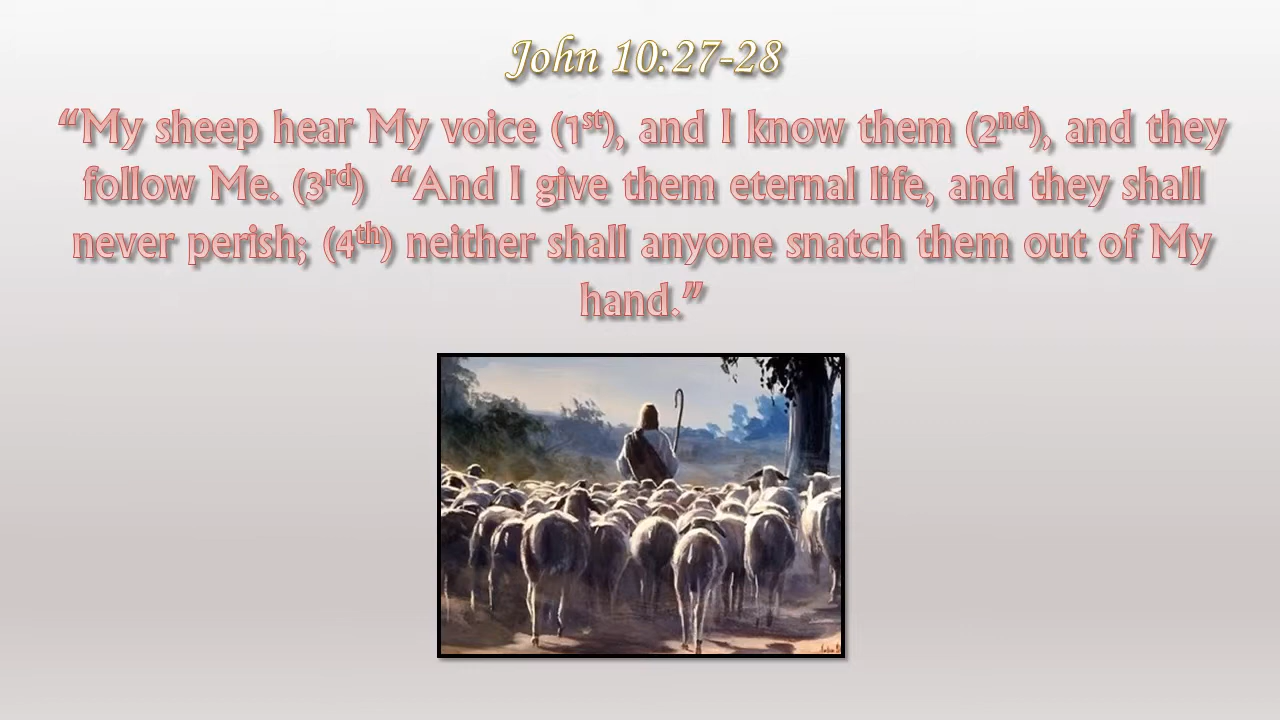 John 10:27-28
“My sheep hear My voice (1st), and I know them (2nd), and they
follow Me. (3rd)  “And I give them eternal life, and they shall
never perish; (4th) neither shall anyone snatch them out of My
hand.”